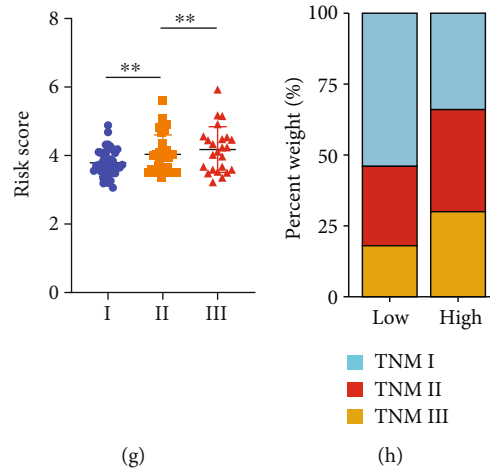 8
6
4
2
0
Risk score
**
**
I II III
(g)
100
75
50
25
0
Percent weight (%)
Low High
TNM I
TNM II
TNM III
(h)